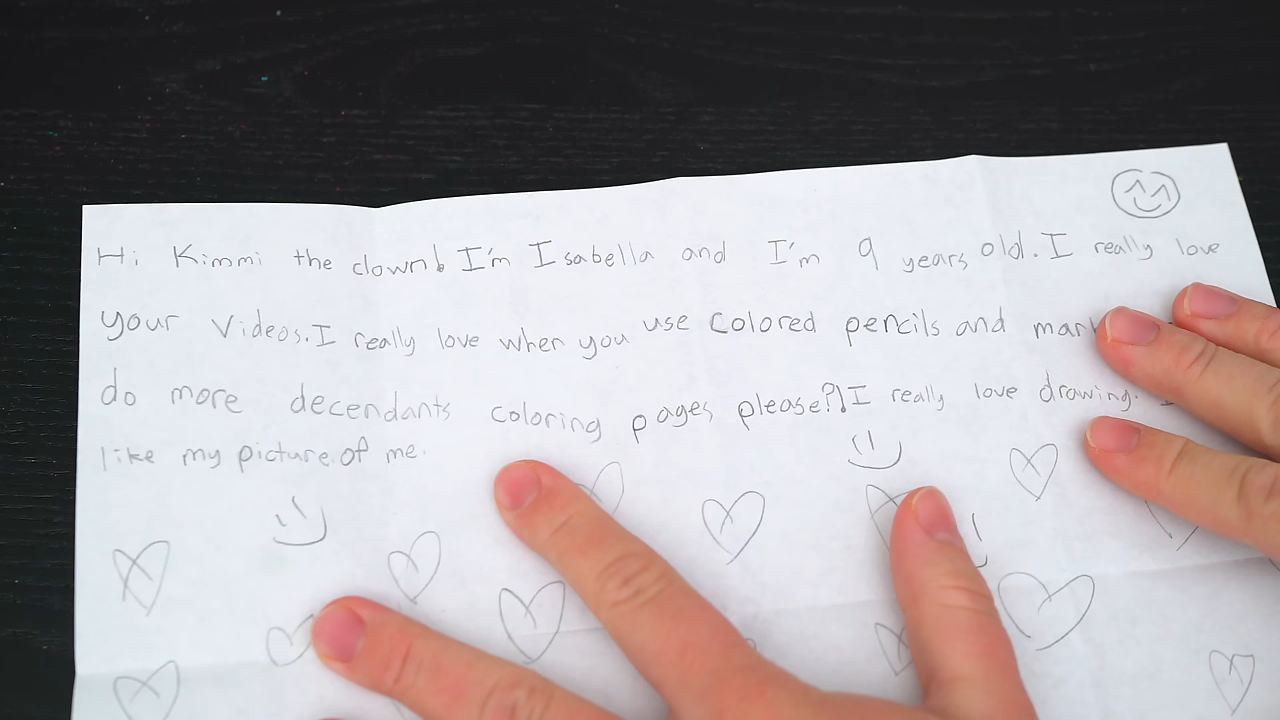 Hi Kimmi the clown! I'm Isabella and I'm 9 years old. I really love
your videos. I really love when you use colored pencils and
do more decendants coloring pages please?! I really love drawing.
like my picture of me.